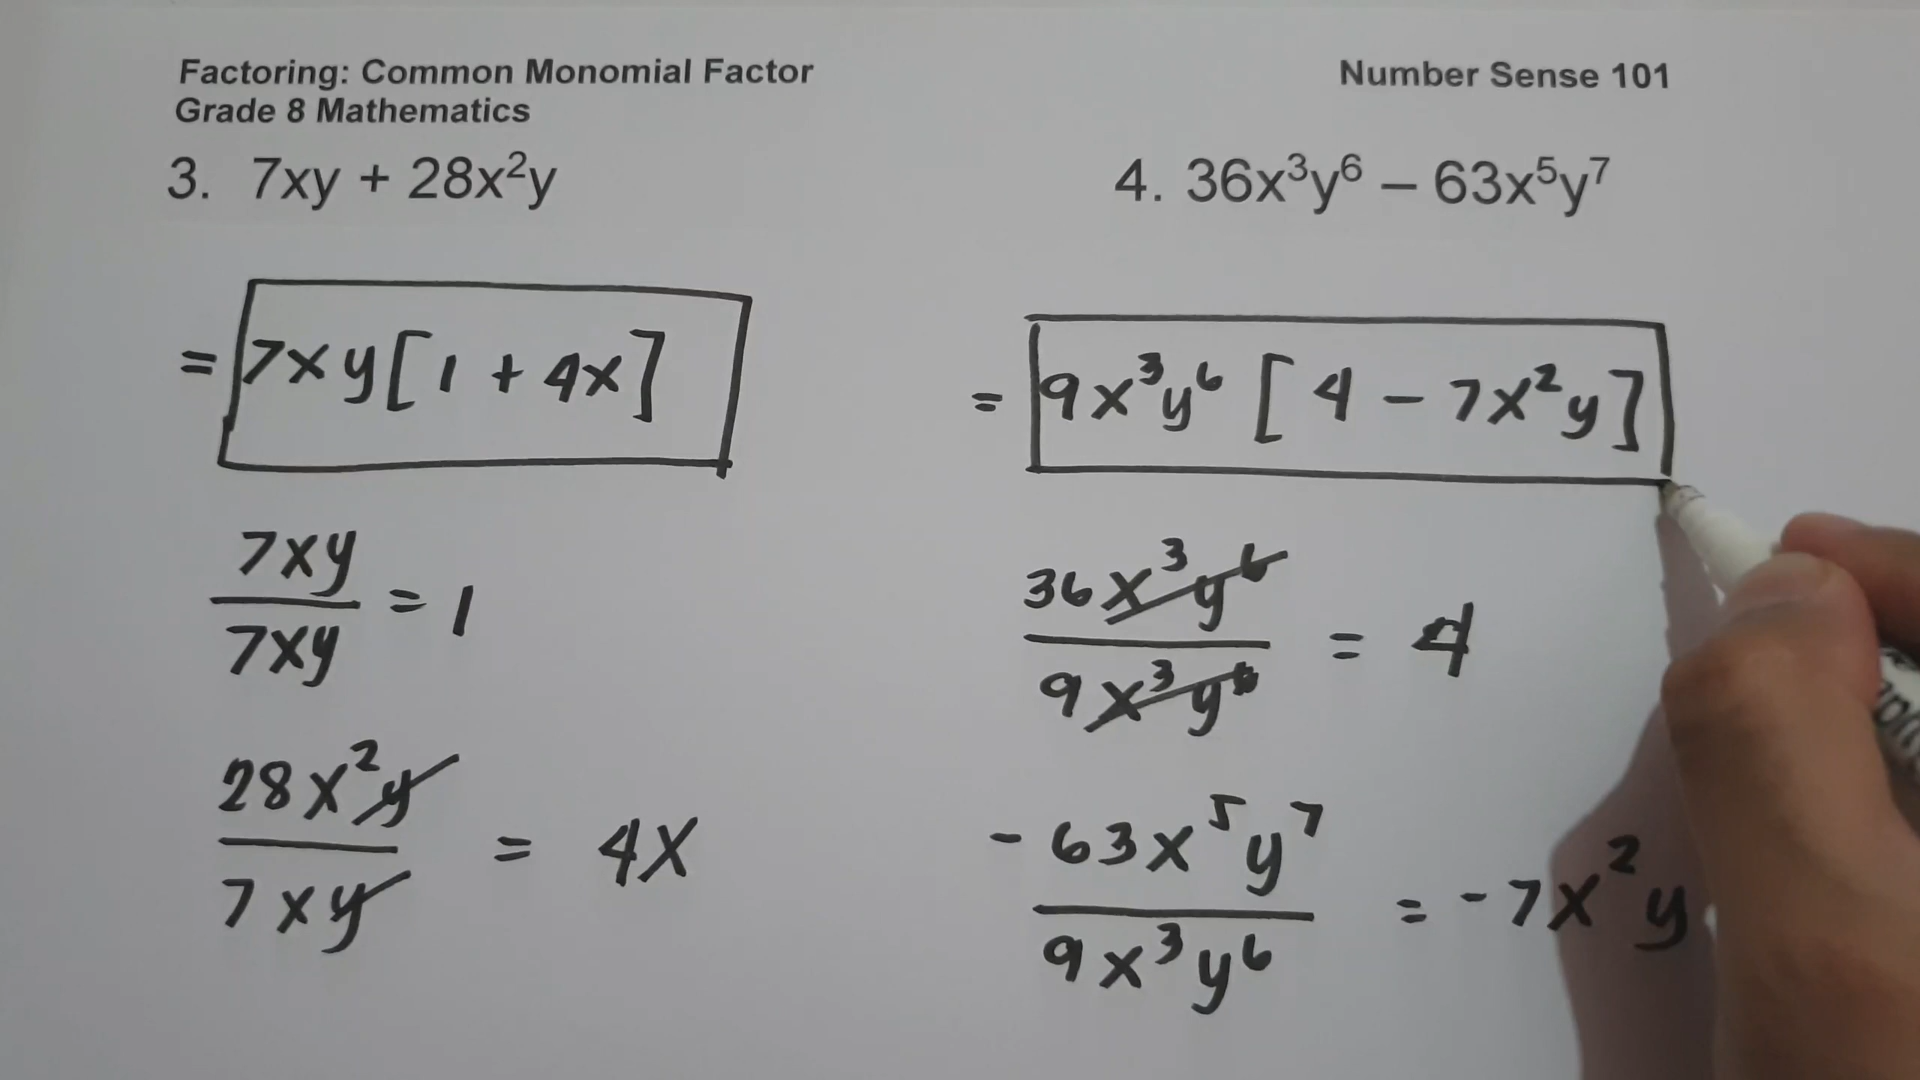 Factoring: Common Monomial Factor
Grade 8 Mathematics
Number Sense 101
3. 7xy + 28x²y
= 7xy[1 + 4x]
7xy
7xy
= 1
28x²y
7xy
= 4x
4. 36x³y⁶ – 63x⁵y⁷
= 9x³y⁶ [4 – 7x²y]
36x³y⁶
9x³y⁶
= 4
-63x⁵y⁷
9x³y⁶
= -7x²y